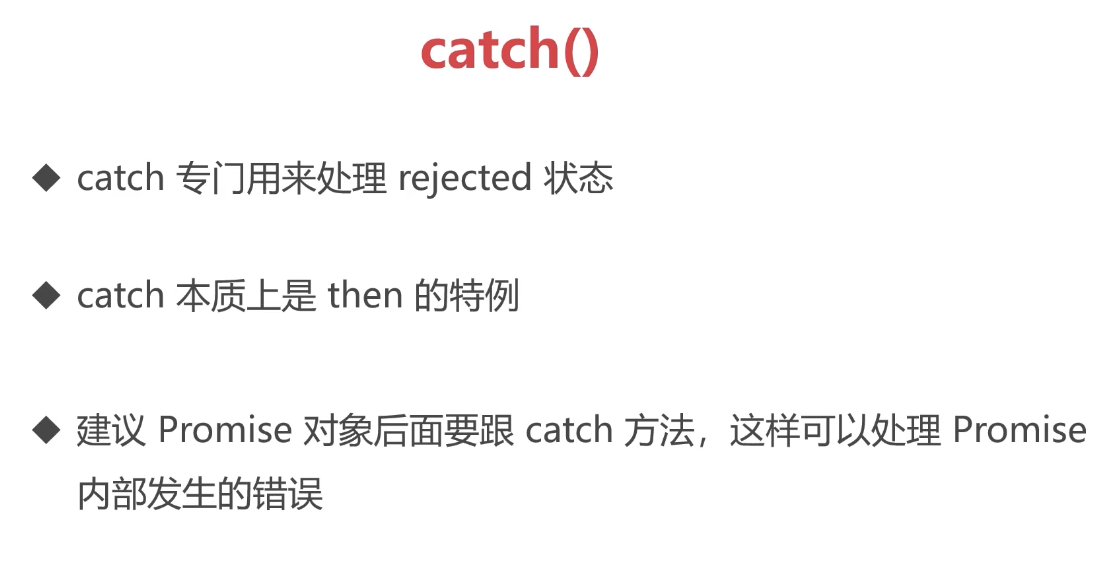 catch()
◆ catch 专门用来处理 rejected 状态
◆ catch 本质上是 then 的特例
◆ 建议 Promise 对象后面要跟 catch 方法，这样可以处理 Promise
内部发生的错误